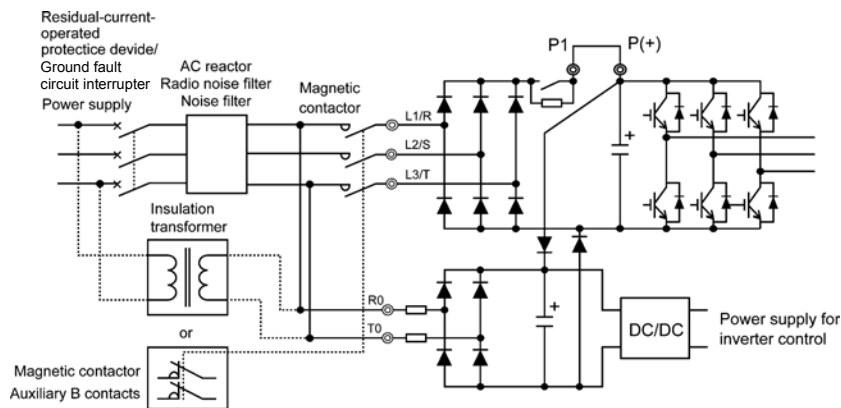 Residual-current-
operated
protectice devide/
Ground fault
circuit interrupter
Power supply
AC reactor
Radio noise filter
Noise filter
Magnetic
contactor
L1/R
L2/S
L3/T
P1
P(+)
+
Insulation
transformer
or
Magnetic contactor
Auxiliary B contacts
R0
T0
+
DC/DC
Power supply for
inverter control